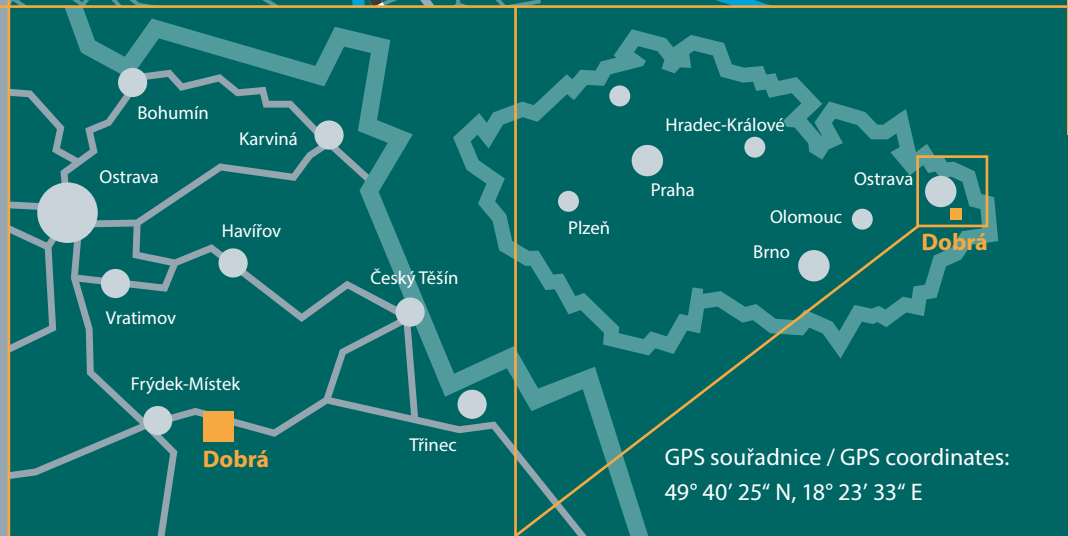 Bohumín
Karviná
Ostrava
Havířov
Český Těšín
Vratimov
Frýdek-Místek
Dobrá
Třinec
Hradec-Králové
Praha
Ostrava
Plzeň
Olomouc
Dobrá
Brno
GPS souřadnice / GPS coordinates:
49° 40’ 25“ N, 18° 23’ 33“ E